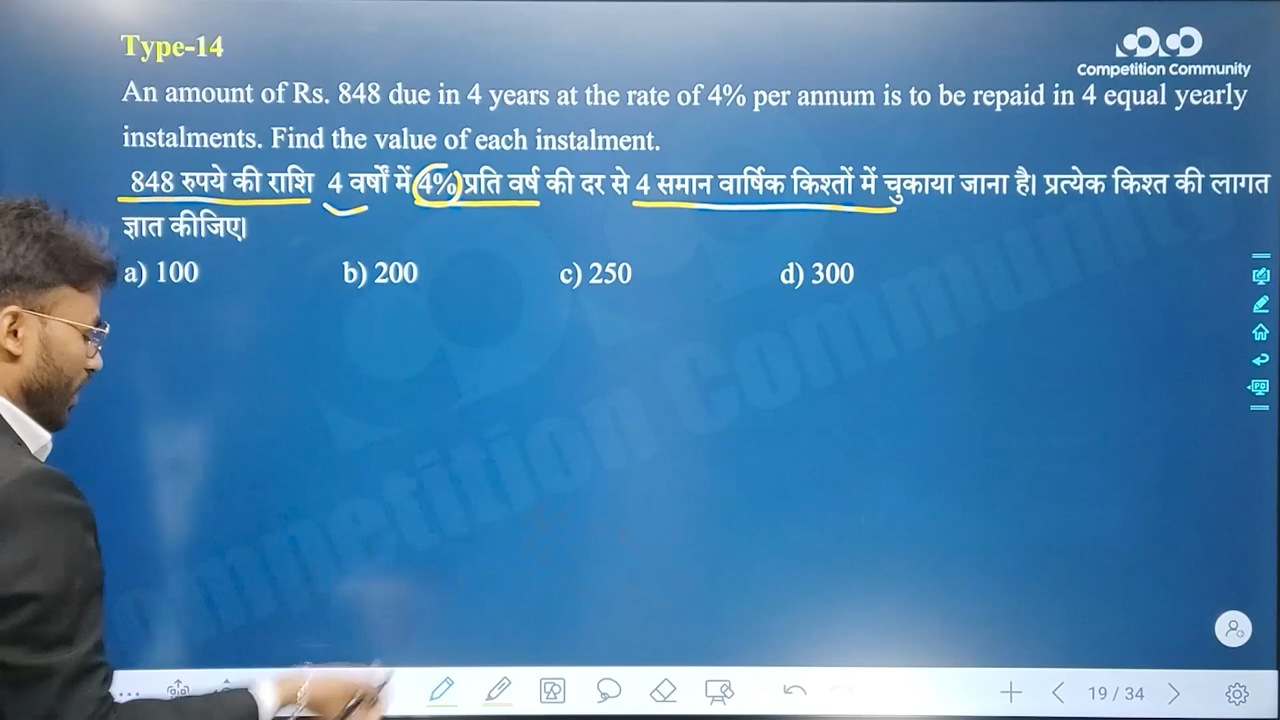 Type-14
Competition Community
An amount of Rs. 848 due in 4 years at the rate of 4% per annum is to be repaid in 4 equal yearly
instalments. Find the value of each instalment.
848 रुपये की राशि 4 वर्षों में 4% प्रति वर्ष की दर से 4 समान वार्षिक किश्तों में चुकाया जाना है। प्रत्येक किश्त की लागत
ज्ञात कीजिए।
a) 100 b) 200 c) 250 d) 300
Competition Community
19 / 34